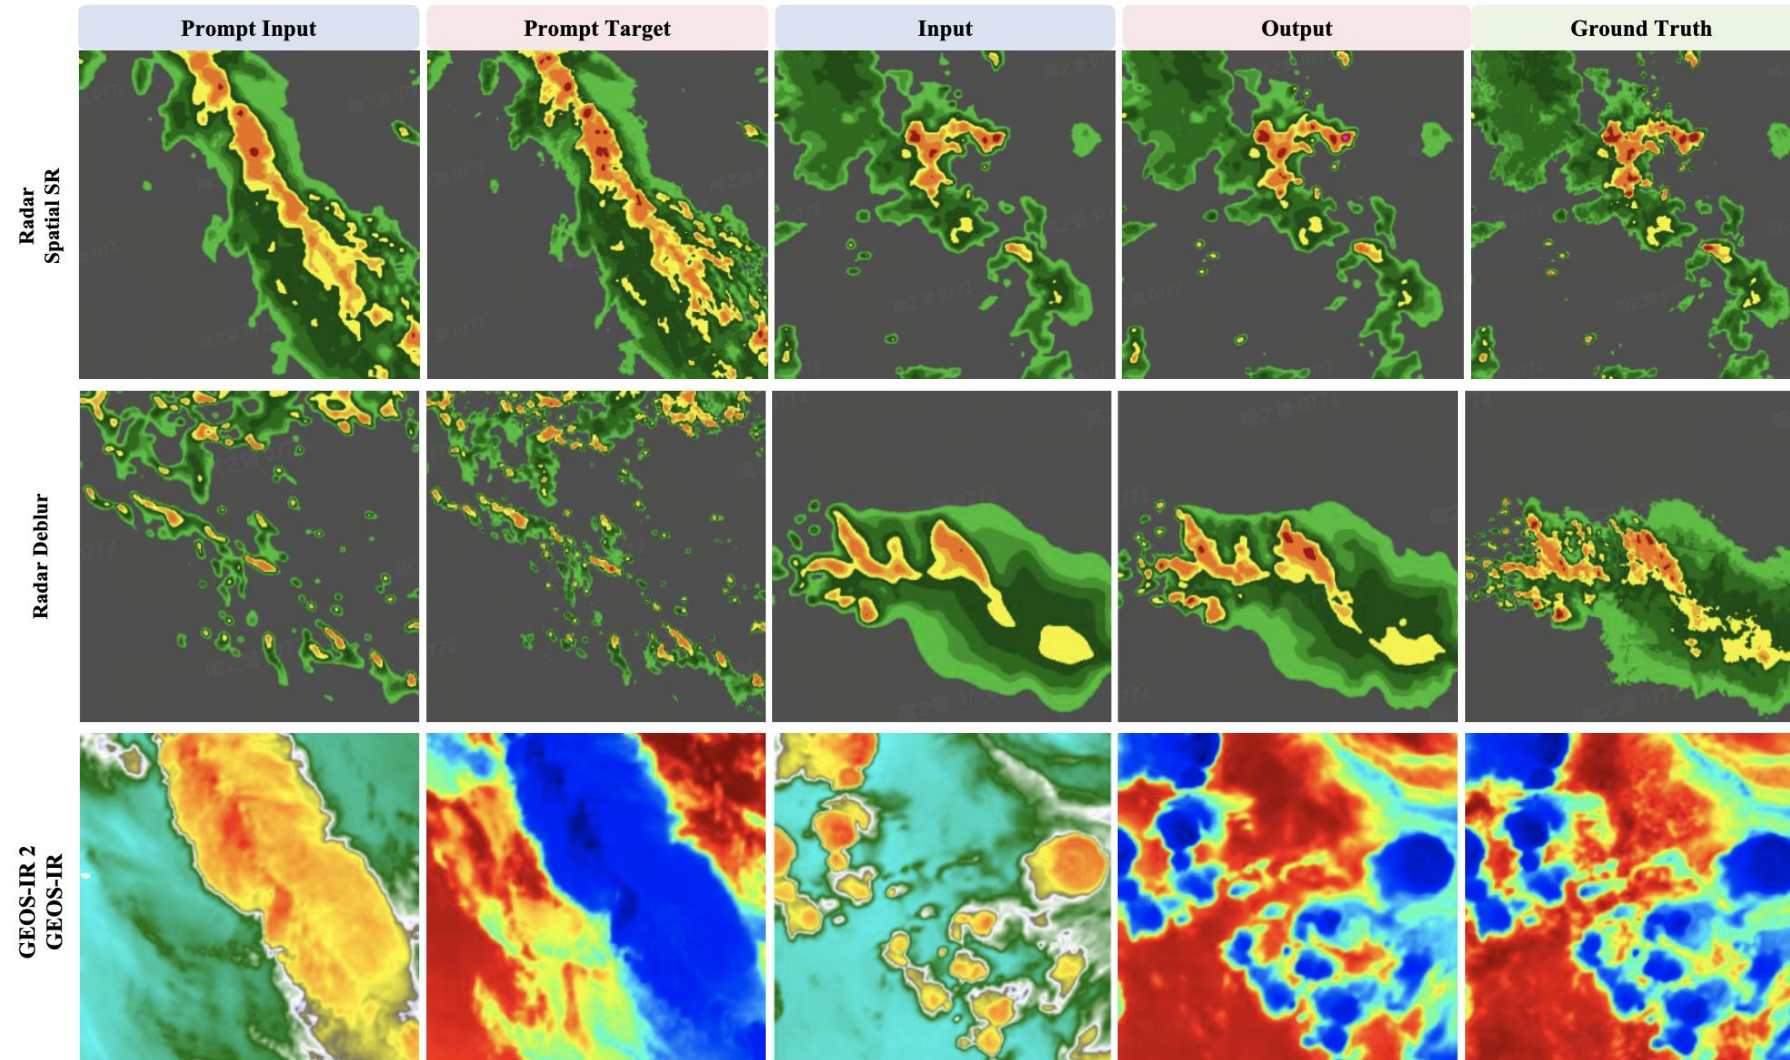 Prompt Input
Prompt Target
Input
Output
Ground Truth
Radar
Spatial SR
Radar Deblur
GEOS-IR 2
GEOS-IR